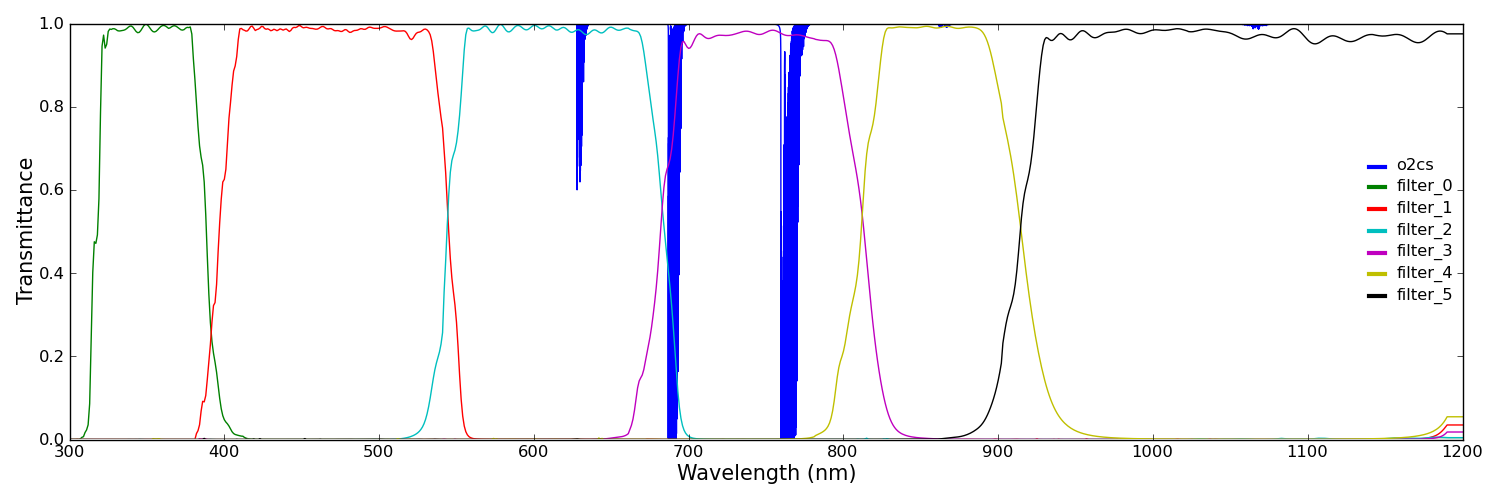 Transmittance
1.0
0.8
0.6
0.4
0.2
0.0
o2cs
filter_0
filter_1
filter_2
filter_3
filter_4
filter_5
300 400 500 600 700 800 900 1000 1100 1200
Wavelength (nm)